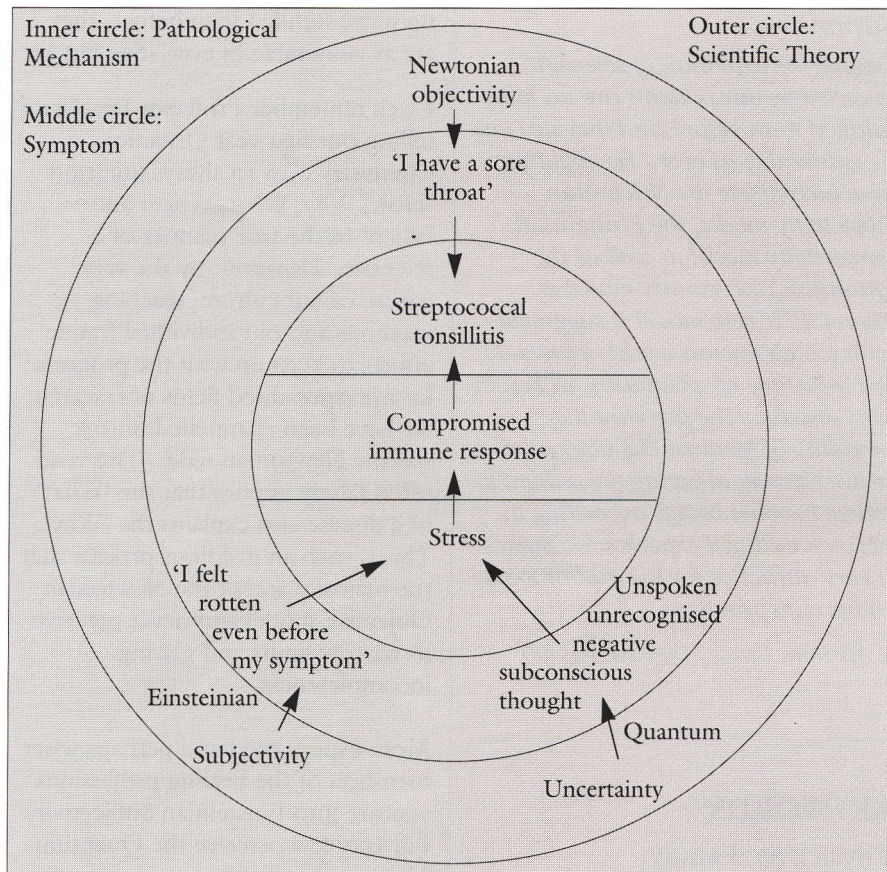 Inner circle: Pathological
Mechanism
Outer circle:
Scientific Theory
Middle circle:
Symptom
Newtonian
objectivity
'I have a sore
throat'
Streptococcal
tonsillitis
Compromised
immune response
Stress
'I felt
rotten
even before
my symptom'
Unspoken
unrecognised
negative
subconscious
thought
Einsteinian
Subjectivity
Quantum
Uncertainty